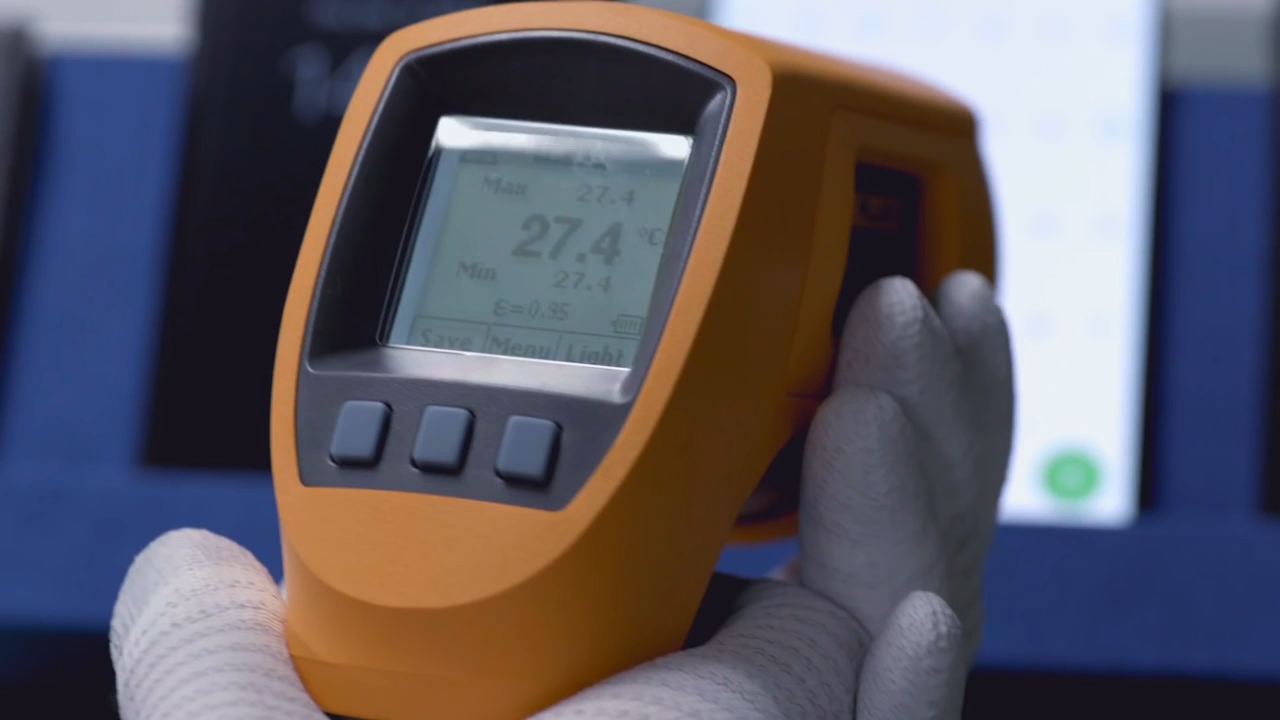 Max 27.4
27.4 °C
Min 27.4
ε=0.95
Save Menu Light